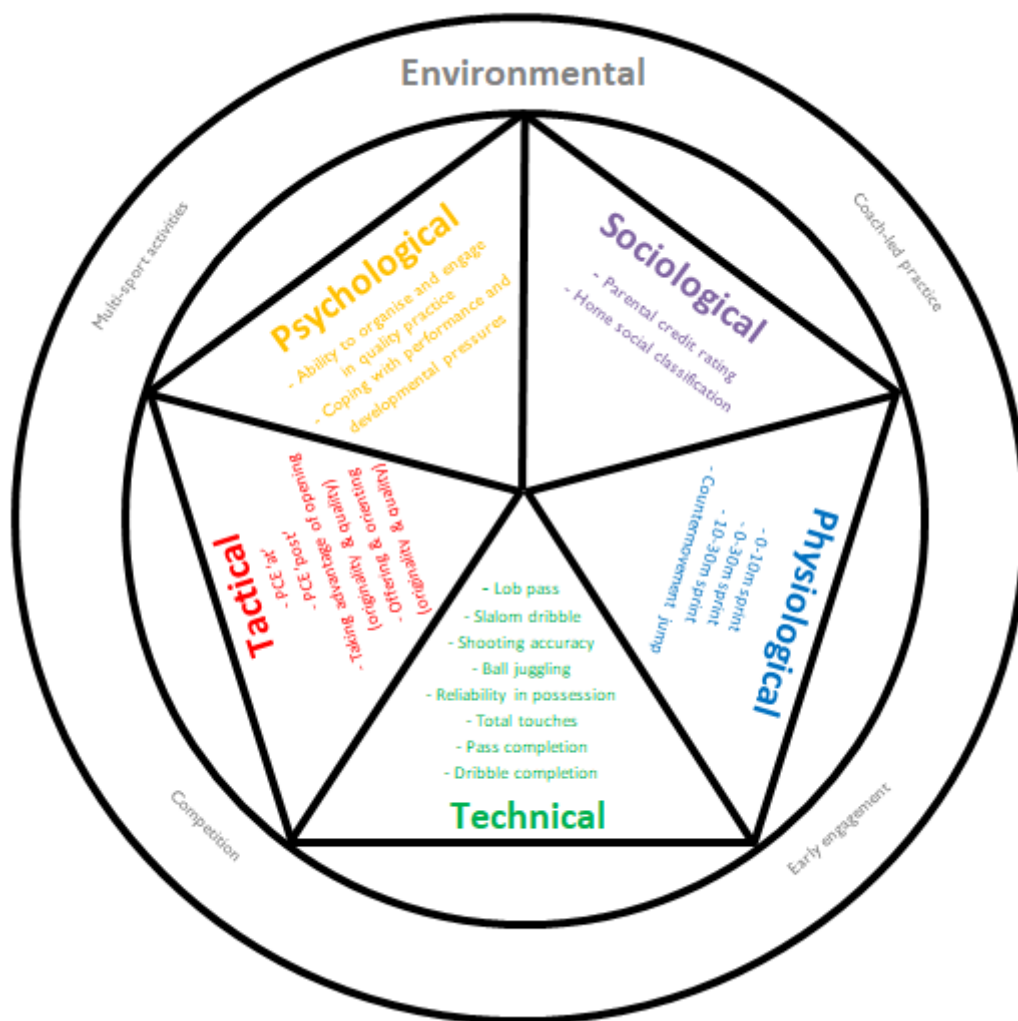 Environmental
Multi-sport activities
Coach-led practice
Competition
Early engagement
Psychological
- Ability to organise and engage
in quality practice
- Coping with performance and
developmental pressures
Sociological
- Parental credit rating
- Home social classification
Physiological
- 0-10m sprint
- 0-30m sprint
- 10-30m sprint
- Countermovement jump
- Lob pass
- Slalom dribble
- Shooting accuracy
- Ball juggling
- Reliability in possession
- Total touches
- Pass completion
- Dribble completion
Technical
Tactical
- PCE 'at'
- PCE 'post'
- Taking advantage of opening
(originality & quality)
- Offering & orienting
(originality & quality)